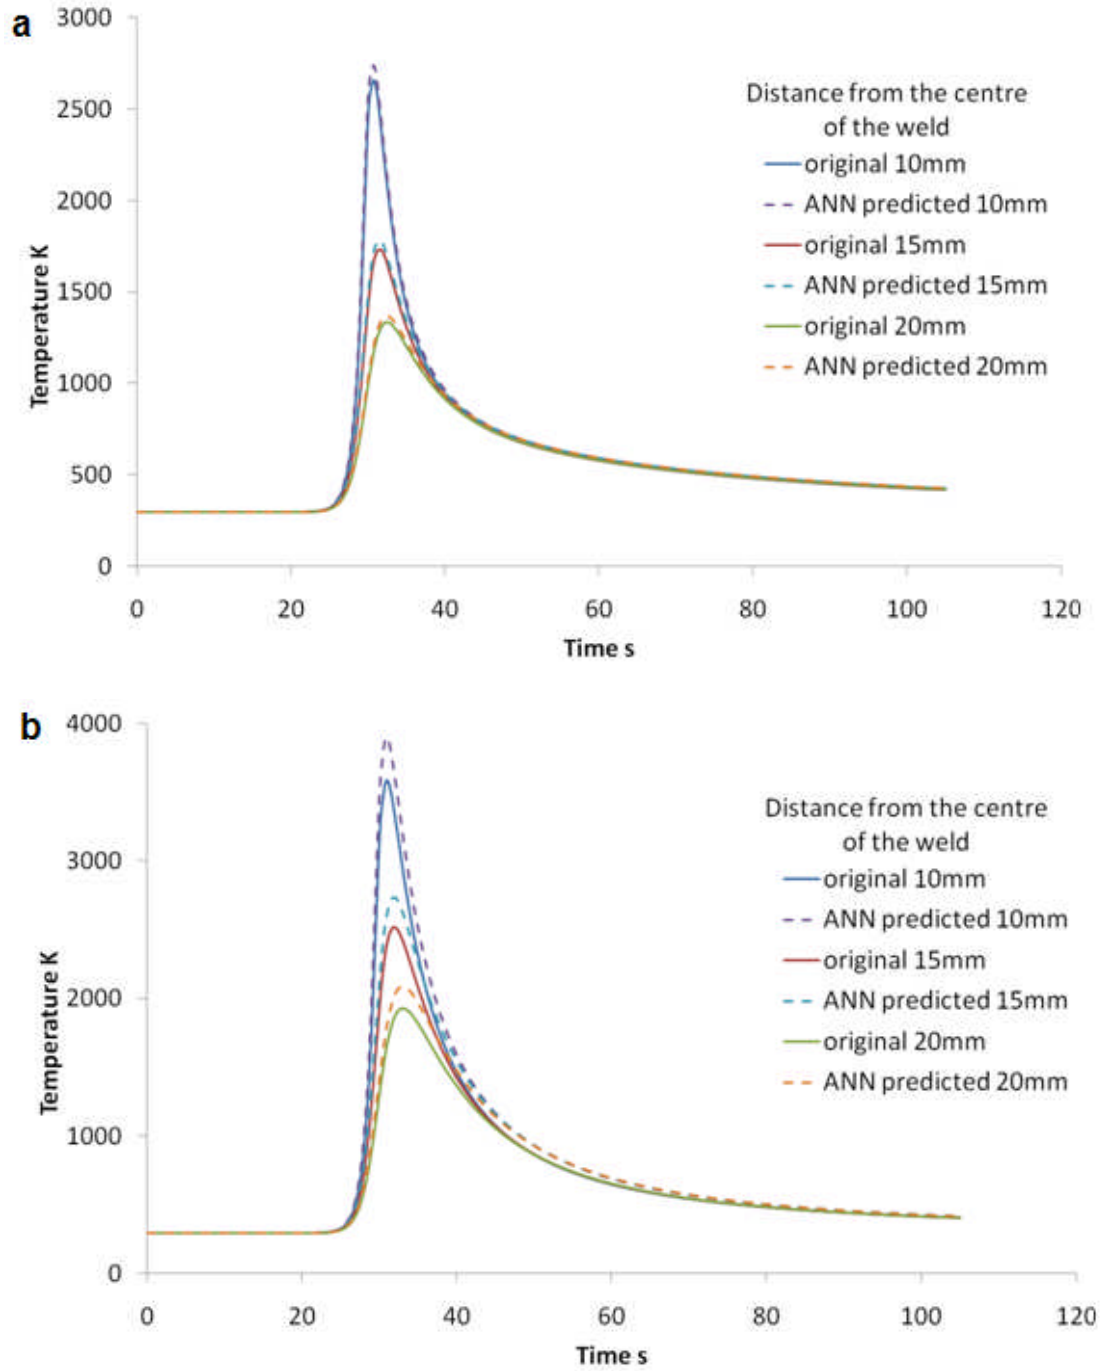 a
3000
2500
2000
1500
1000
500
0
Temperature K
0 20 40 60 80 100 120
Time s
Distance from the centre
of the weld
original 10mm
ANN predicted 10mm
original 15mm
ANN predicted 15mm
original 20mm
ANN predicted 20mm
b
4000
3000
2000
1000
0
Temperature K
0 20 40 60 80 100 120
Time s
Distance from the centre
of the weld
original 10mm
ANN predicted 10mm
original 15mm
ANN predicted 15mm
original 20mm
ANN predicted 20mm